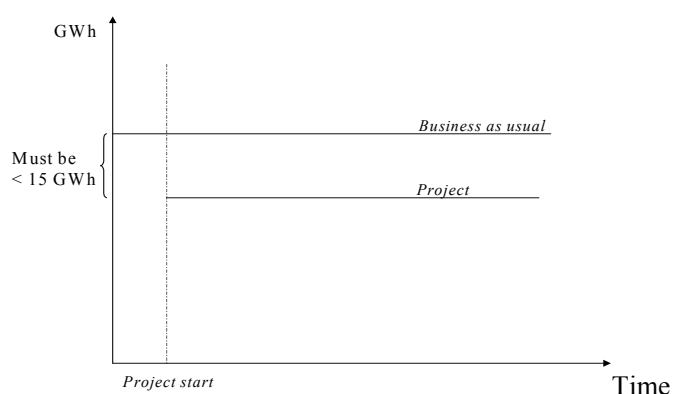 GWh
Business as usual
Must be
< 15 GWh
Project
Project start
Time